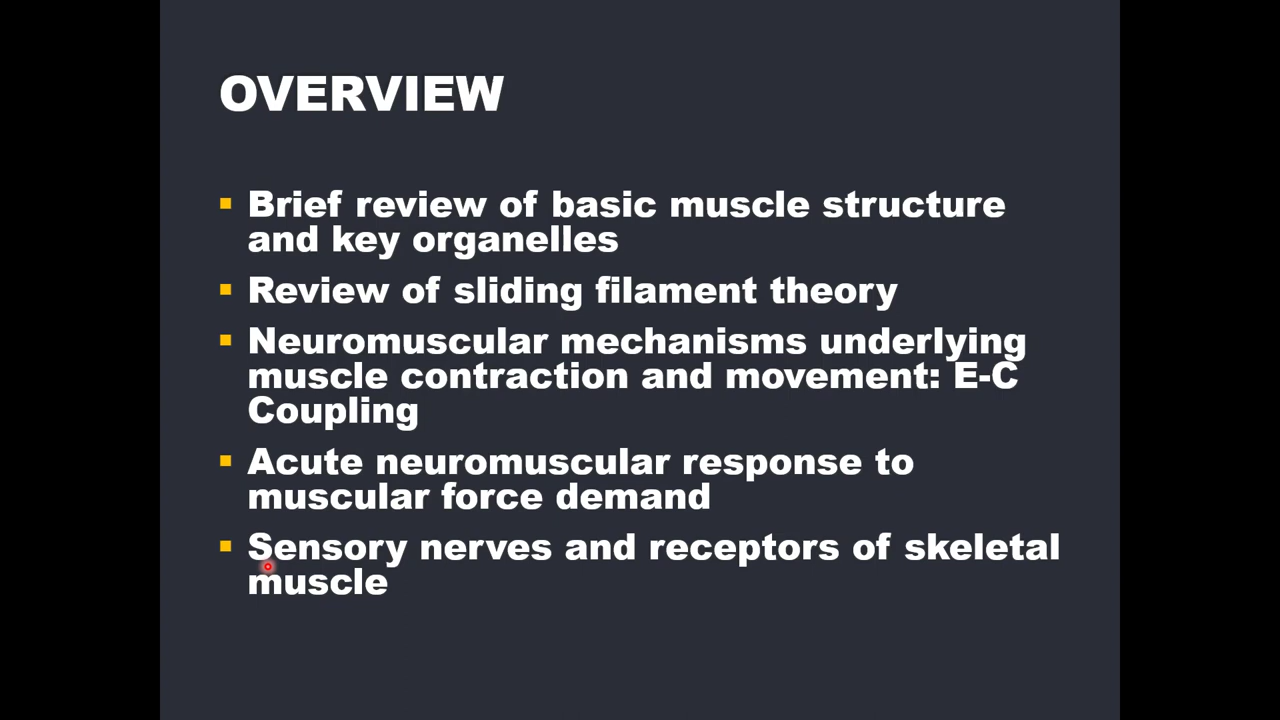 OVERVIEW
▪ Brief review of basic muscle structure
and key organelles
▪ Review of sliding filament theory
▪ Neuromuscular mechanisms underlying
muscle contraction and movement: E-C
Coupling
▪ Acute neuromuscular response to
muscular force demand
▪ Sensory nerves and receptors of skeletal
muscle